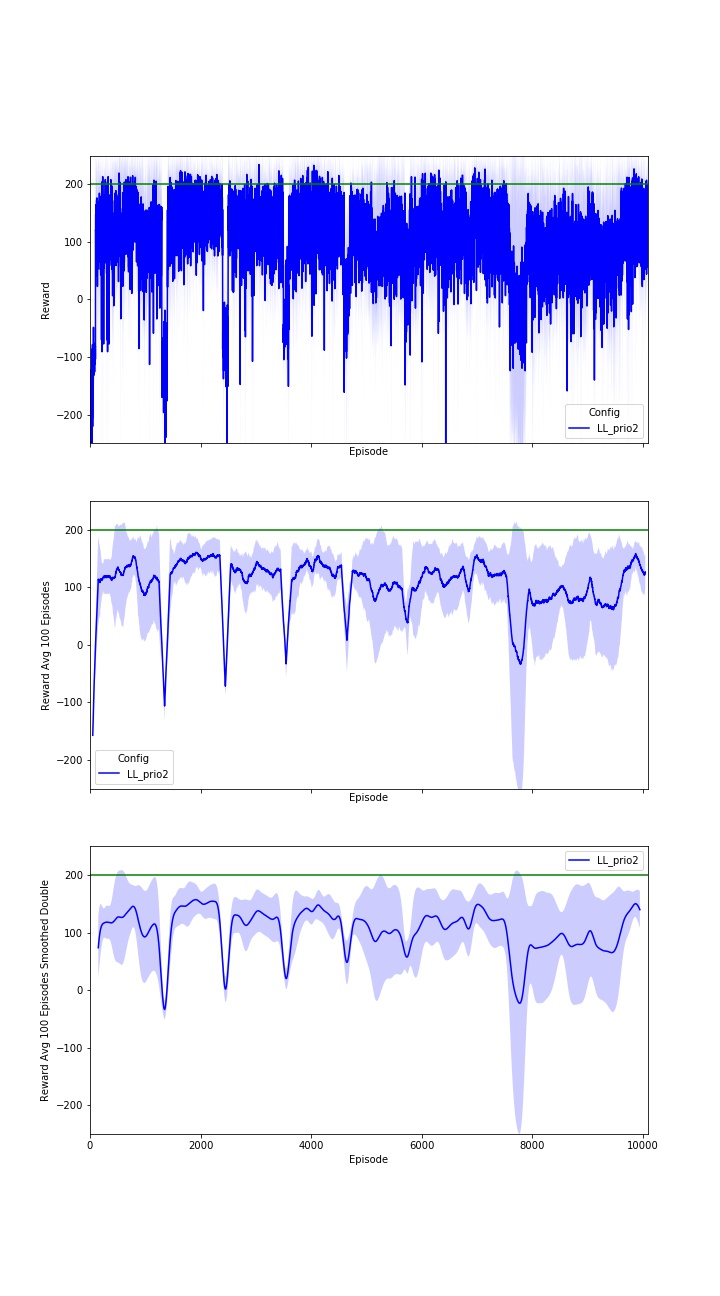 200
100
0
−100
−200
Reward
Config
LL_prio2
Episode
200
100
0
−100
−200
Reward Avg 100 Episodes
Config
LL_prio2
Episode
LL_prio2
200
100
0
−100
−200
Reward Avg 100 Episodes Smoothed Double
0 2000 4000 6000 8000 10000
Episode